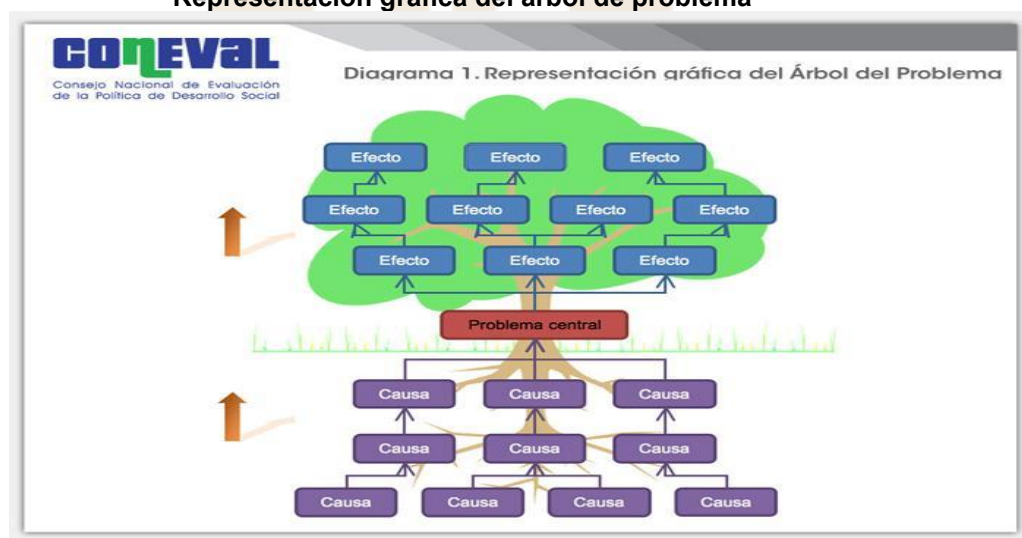 Representación gráfica del árbol de problema
CONEVAL
Consejo Nacional de Evaluación
de la Política de Desarrollo Social
Diagrama 1. Representación gráfica del Árbol del Problema
Efecto Efecto Efecto
Efecto Efecto Efecto Efecto
Efecto Efecto Efecto
Problema central
Causa Causa Causa
Causa Causa Causa
Causa Causa Causa Causa